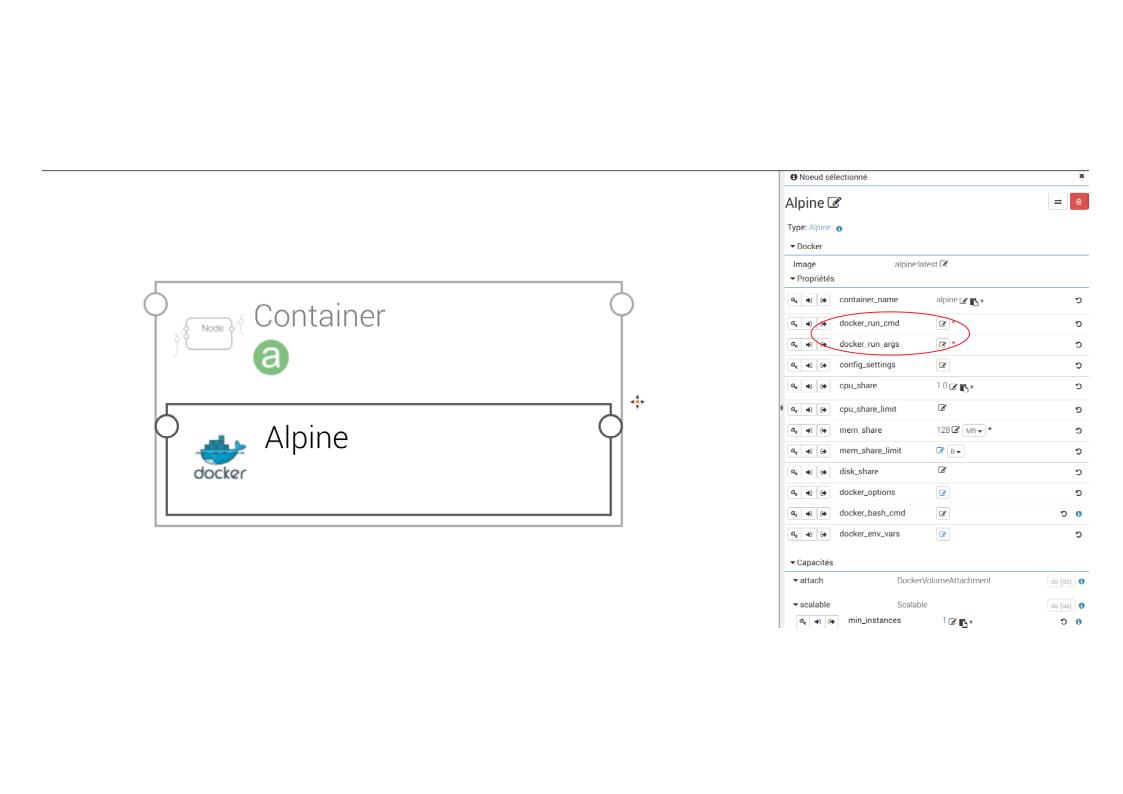 Noeud sélectionné
Alpine
Type: Alpine
Docker
Image alpine:latest
Propriétés
container_name alpine *
docker_run_cmd *
docker_run_args *
config_settings
cpu_share 1.0 *
cpu_share_limit
mem_share 128 MB *
mem_share_limit B
disk_share
docker_options
docker_bash_cmd
docker_env_vars
Capacités
attach DockerVolumeAttachment ∞ (∞)
scalable Scalable ∞ (∞)
min_instances 1 *
Node
Container
a
Alpine
docker